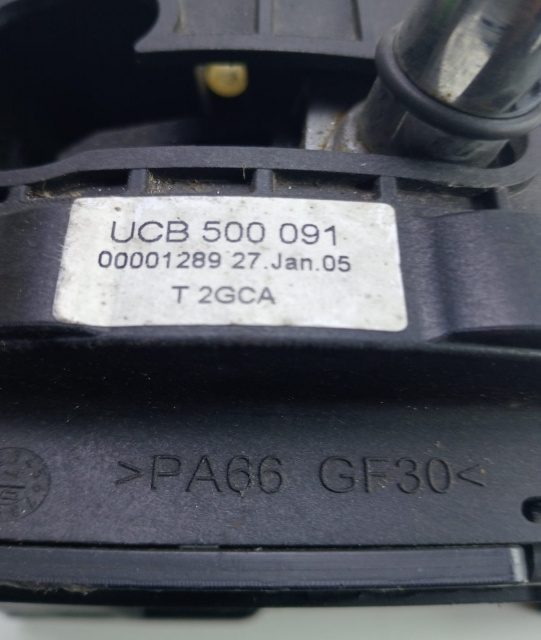 UCB 500 091
00001289 27.Jan.05
T 2GCA
>PA66 GF30<